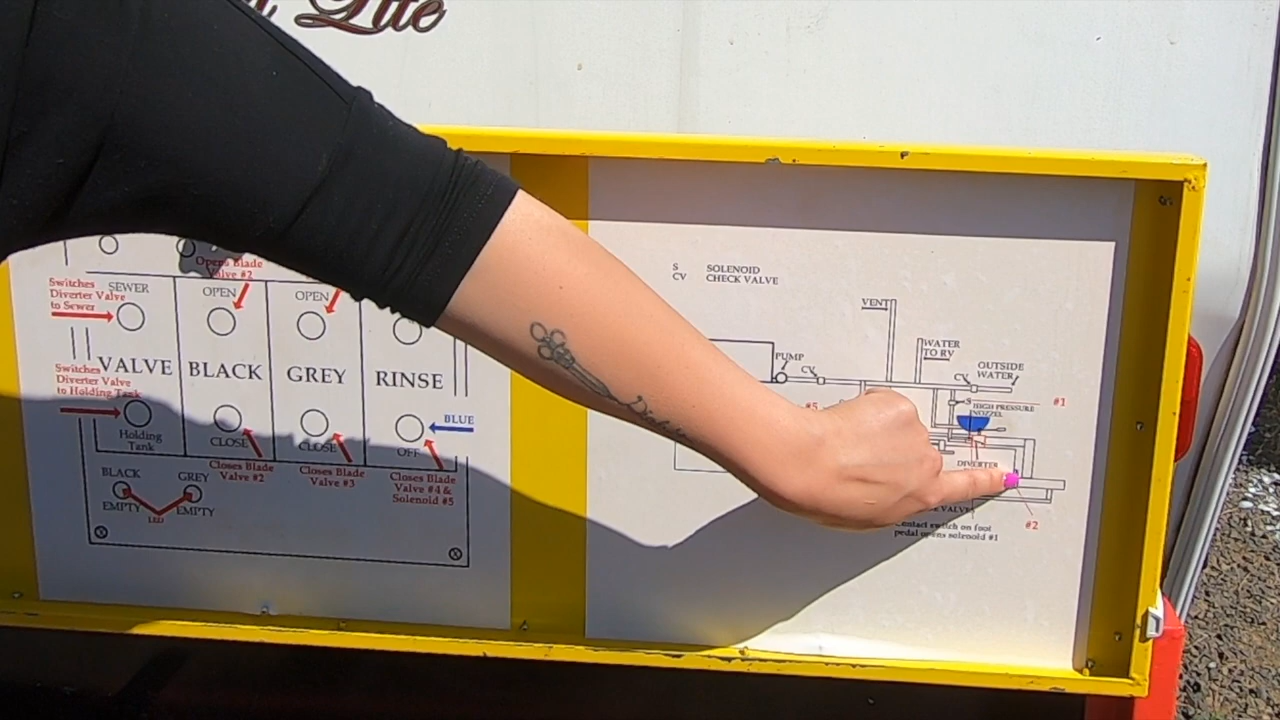 Lite
Opens Blade
Valve #2
Switches
Diverter Valve
to Sewer
SEWER
OPEN
OPEN
VALVE
BLACK
GREY
RINSE
Switches
Diverter Valve
to Holding Tank
Holding
Tank
CLOSE
CLOSE
OFF
BLUE
Closes Blade
Valve #2
Closes Blade
Valve #3
Closes Blade
Valve #4 &
Solenoid #5
BLACK
GREY
EMPTY
EMPTY
LED
S SOLENOID
CV CHECK VALVE
VENT
WATER
TO RV
PUMP
CV
CV
OUTSIDE
WATER
#5
S
HIGH PRESSURE
NOZZEL
#1
DIVERTER
#2
Contact switch on foot
pedal opens solenoid #1